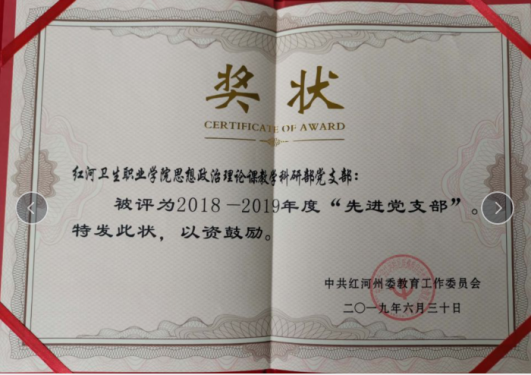 奖状
CERTIFICATE OF AWARD
红河卫生职业学院思想政治理论课教学科研部党支部：
被评为2018－2019年度“先进党支部”。
特发此状，以资鼓励。
中共红河州委教育工作委员会
二〇一九年六月三十日